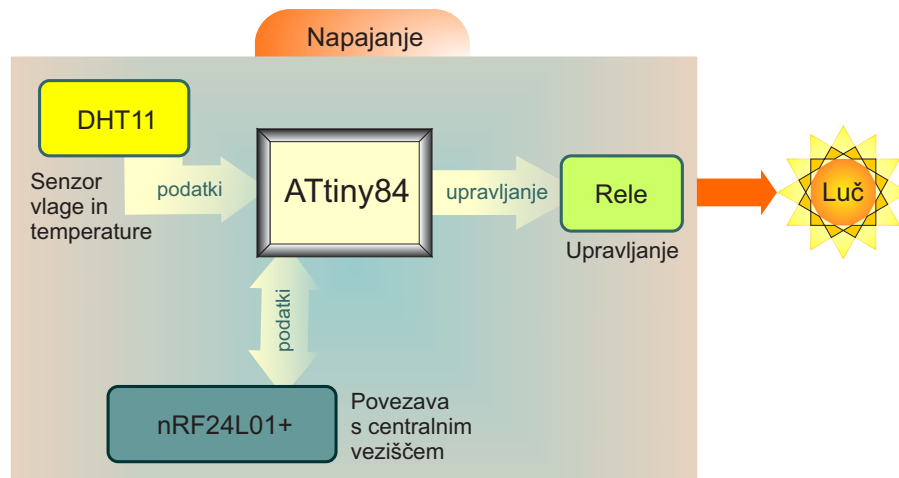 Napajanje
DHT11
Senzor
vlage in
temperature
podatki
ATtiny84
upravljanje
Rele
Upravljanje
Luč
podatki
nRF24L01+
Povezava
s centralnim
veziščem